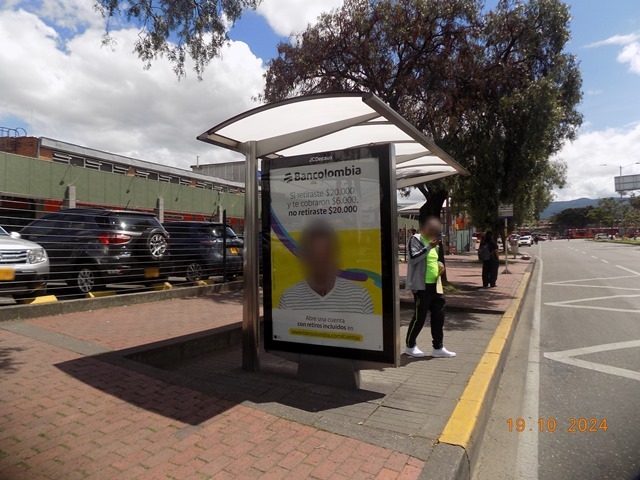 JCDecaux
Bancolombia
Si retiraste $20.000
y te cobraron $6.000,
no retiraste $20.000
Abre una cuenta
con retiros incluidos en
19.10.2024